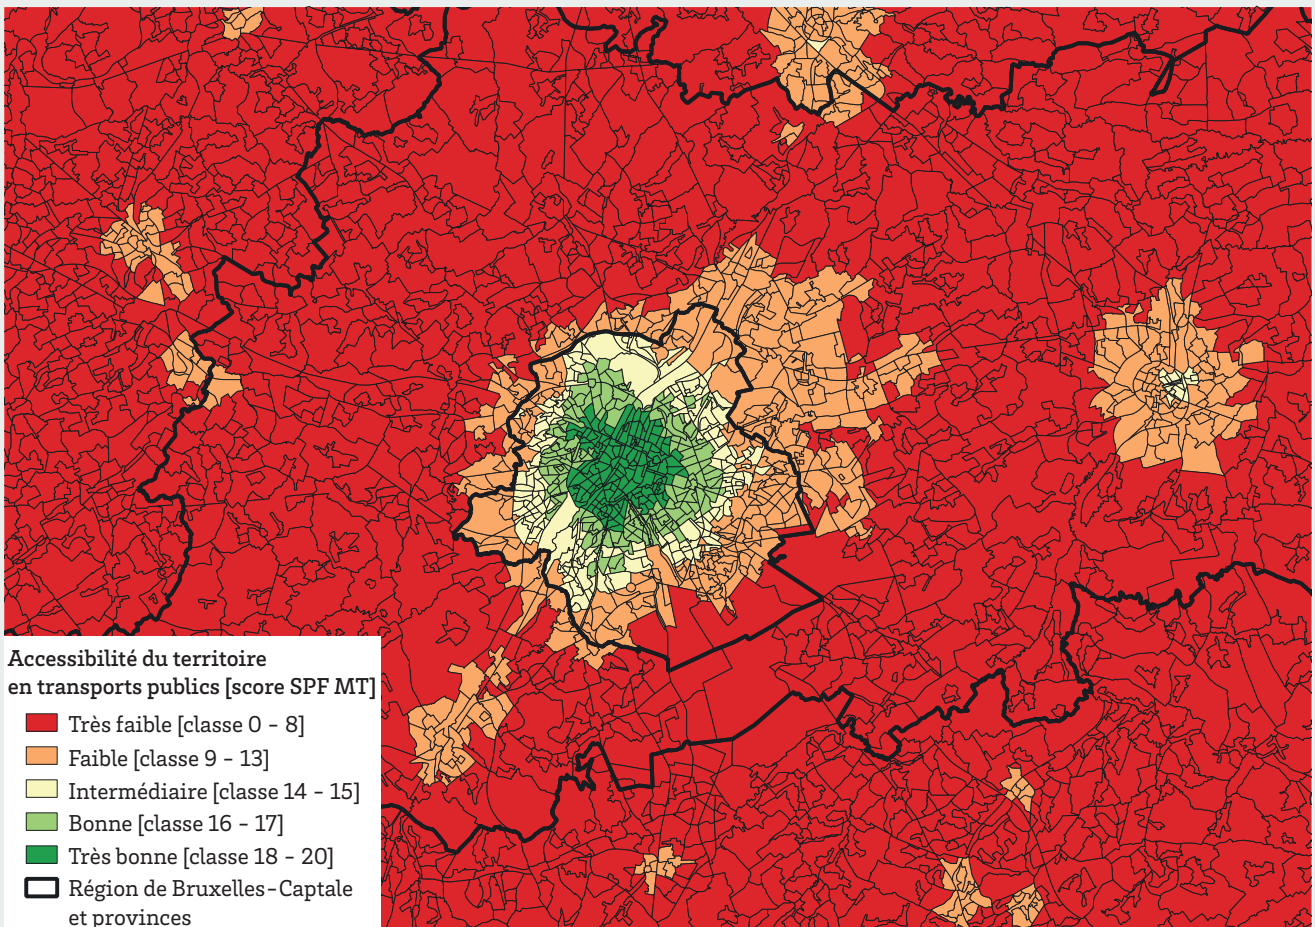 Accessibilité du territoire
en transports publics [score SPF MT]
Très faible [classe 0 - 8]
Faible [classe 9 - 13]
Intermédiaire [classe 14 - 15]
Bonne [classe 16 - 17]
Très bonne [classe 18 - 20]
Région de Bruxelles-Captale
et provinces